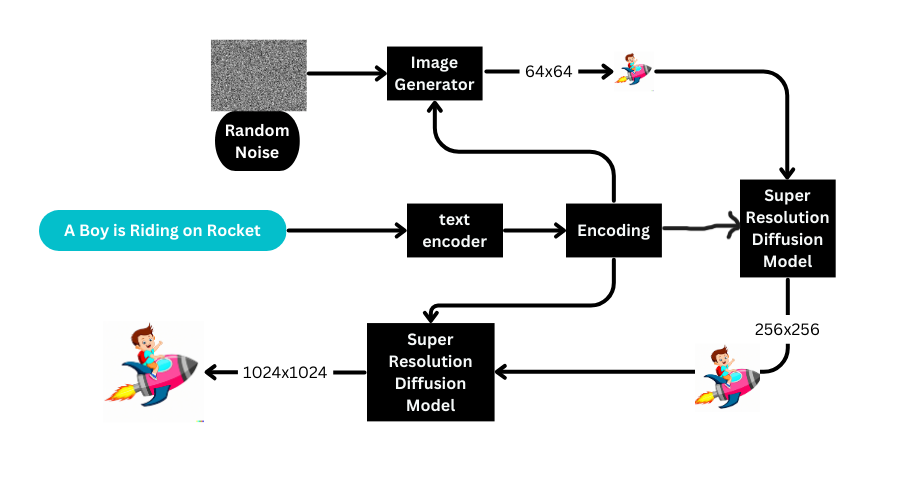 Image
Generator
64x64
Random
Noise
A Boy is Riding on Rocket
text
encoder
Encoding
Super
Resolution
Diffusion
Model
256x256
Super
Resolution
Diffusion
Model
1024x1024